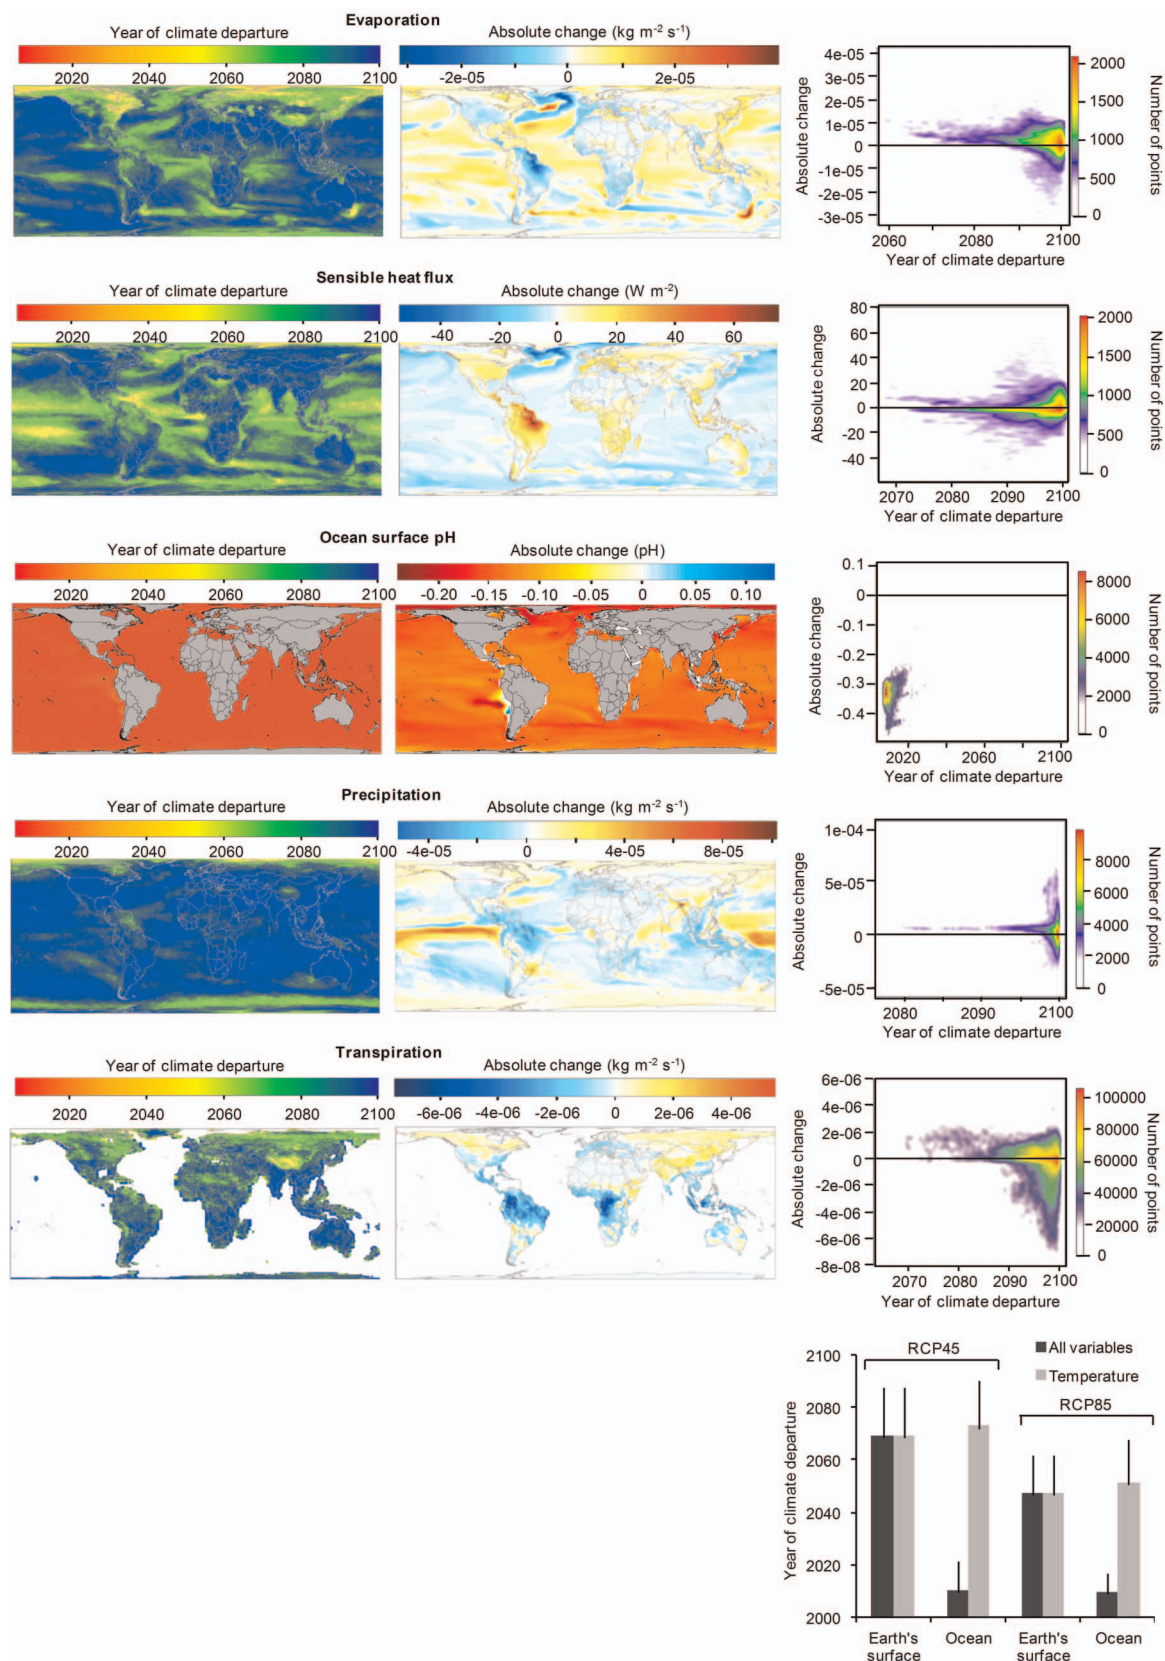 Evaporation
Year of climate departure
Absolute change (kg m-2 s-1)
2020 2040 2060 2080 2100
-2e-05 0 2e-05
4e-05
3e-05
2e-05
1e-05
0
-1e-05
-2e-05
-3e-05
Absolute change
2060 2080 2100
Year of climate departure
2000
1500
1000
500
0
Number of points
Sensible heat flux
Year of climate departure
Absolute change (W m-2)
2020 2040 2060 2080 2100
-40 -20 0 20 40 60
80
60
40
20
0
-20
-40
Absolute change
2070 2080 2090 2100
Year of climate departure
2000
1500
1000
500
0
Number of points
Ocean surface pH
Year of climate departure
Absolute change (pH)
2020 2040 2060 2080 2100
-0.20 -0.15 -0.10 -0.05 0 0.05 0.10
0.1
0
-0.1
-0.2
-0.3
-0.4
Absolute change
2020 2060 2100
Year of climate departure
8000
6000
4000
2000
0
Number of points
Precipitation
Year of climate departure
Absolute change (kg m-2 s-1)
2020 2040 2060 2080 2100
-4e-05 0 4e-05 8e-05
1e-04
5e-05
0
-5e-05
Absolute change
2080 2090 2100
Year of climate departure
8000
6000
4000
2000
0
Number of points
Transpiration
Year of climate departure
Absolute change (kg m-2 s-1)
2020 2040 2060 2080 2100
-6e-06 -4e-06 -2e-06 0 2e-06 4e-06
6e-06
4e-06
2e-06
0
-2e-06
-4e-06
-6e-06
-8e-08
Absolute change
2070 2080 2090 2100
Year of climate departure
100000
80000
60000
40000
20000
0
Number of points
RCP45
All variables
Temperature
RCP85
2100
2080
2060
2040
2020
2000
Year of climate departure
Earth's surface
Ocean
Earth's surface
Ocean